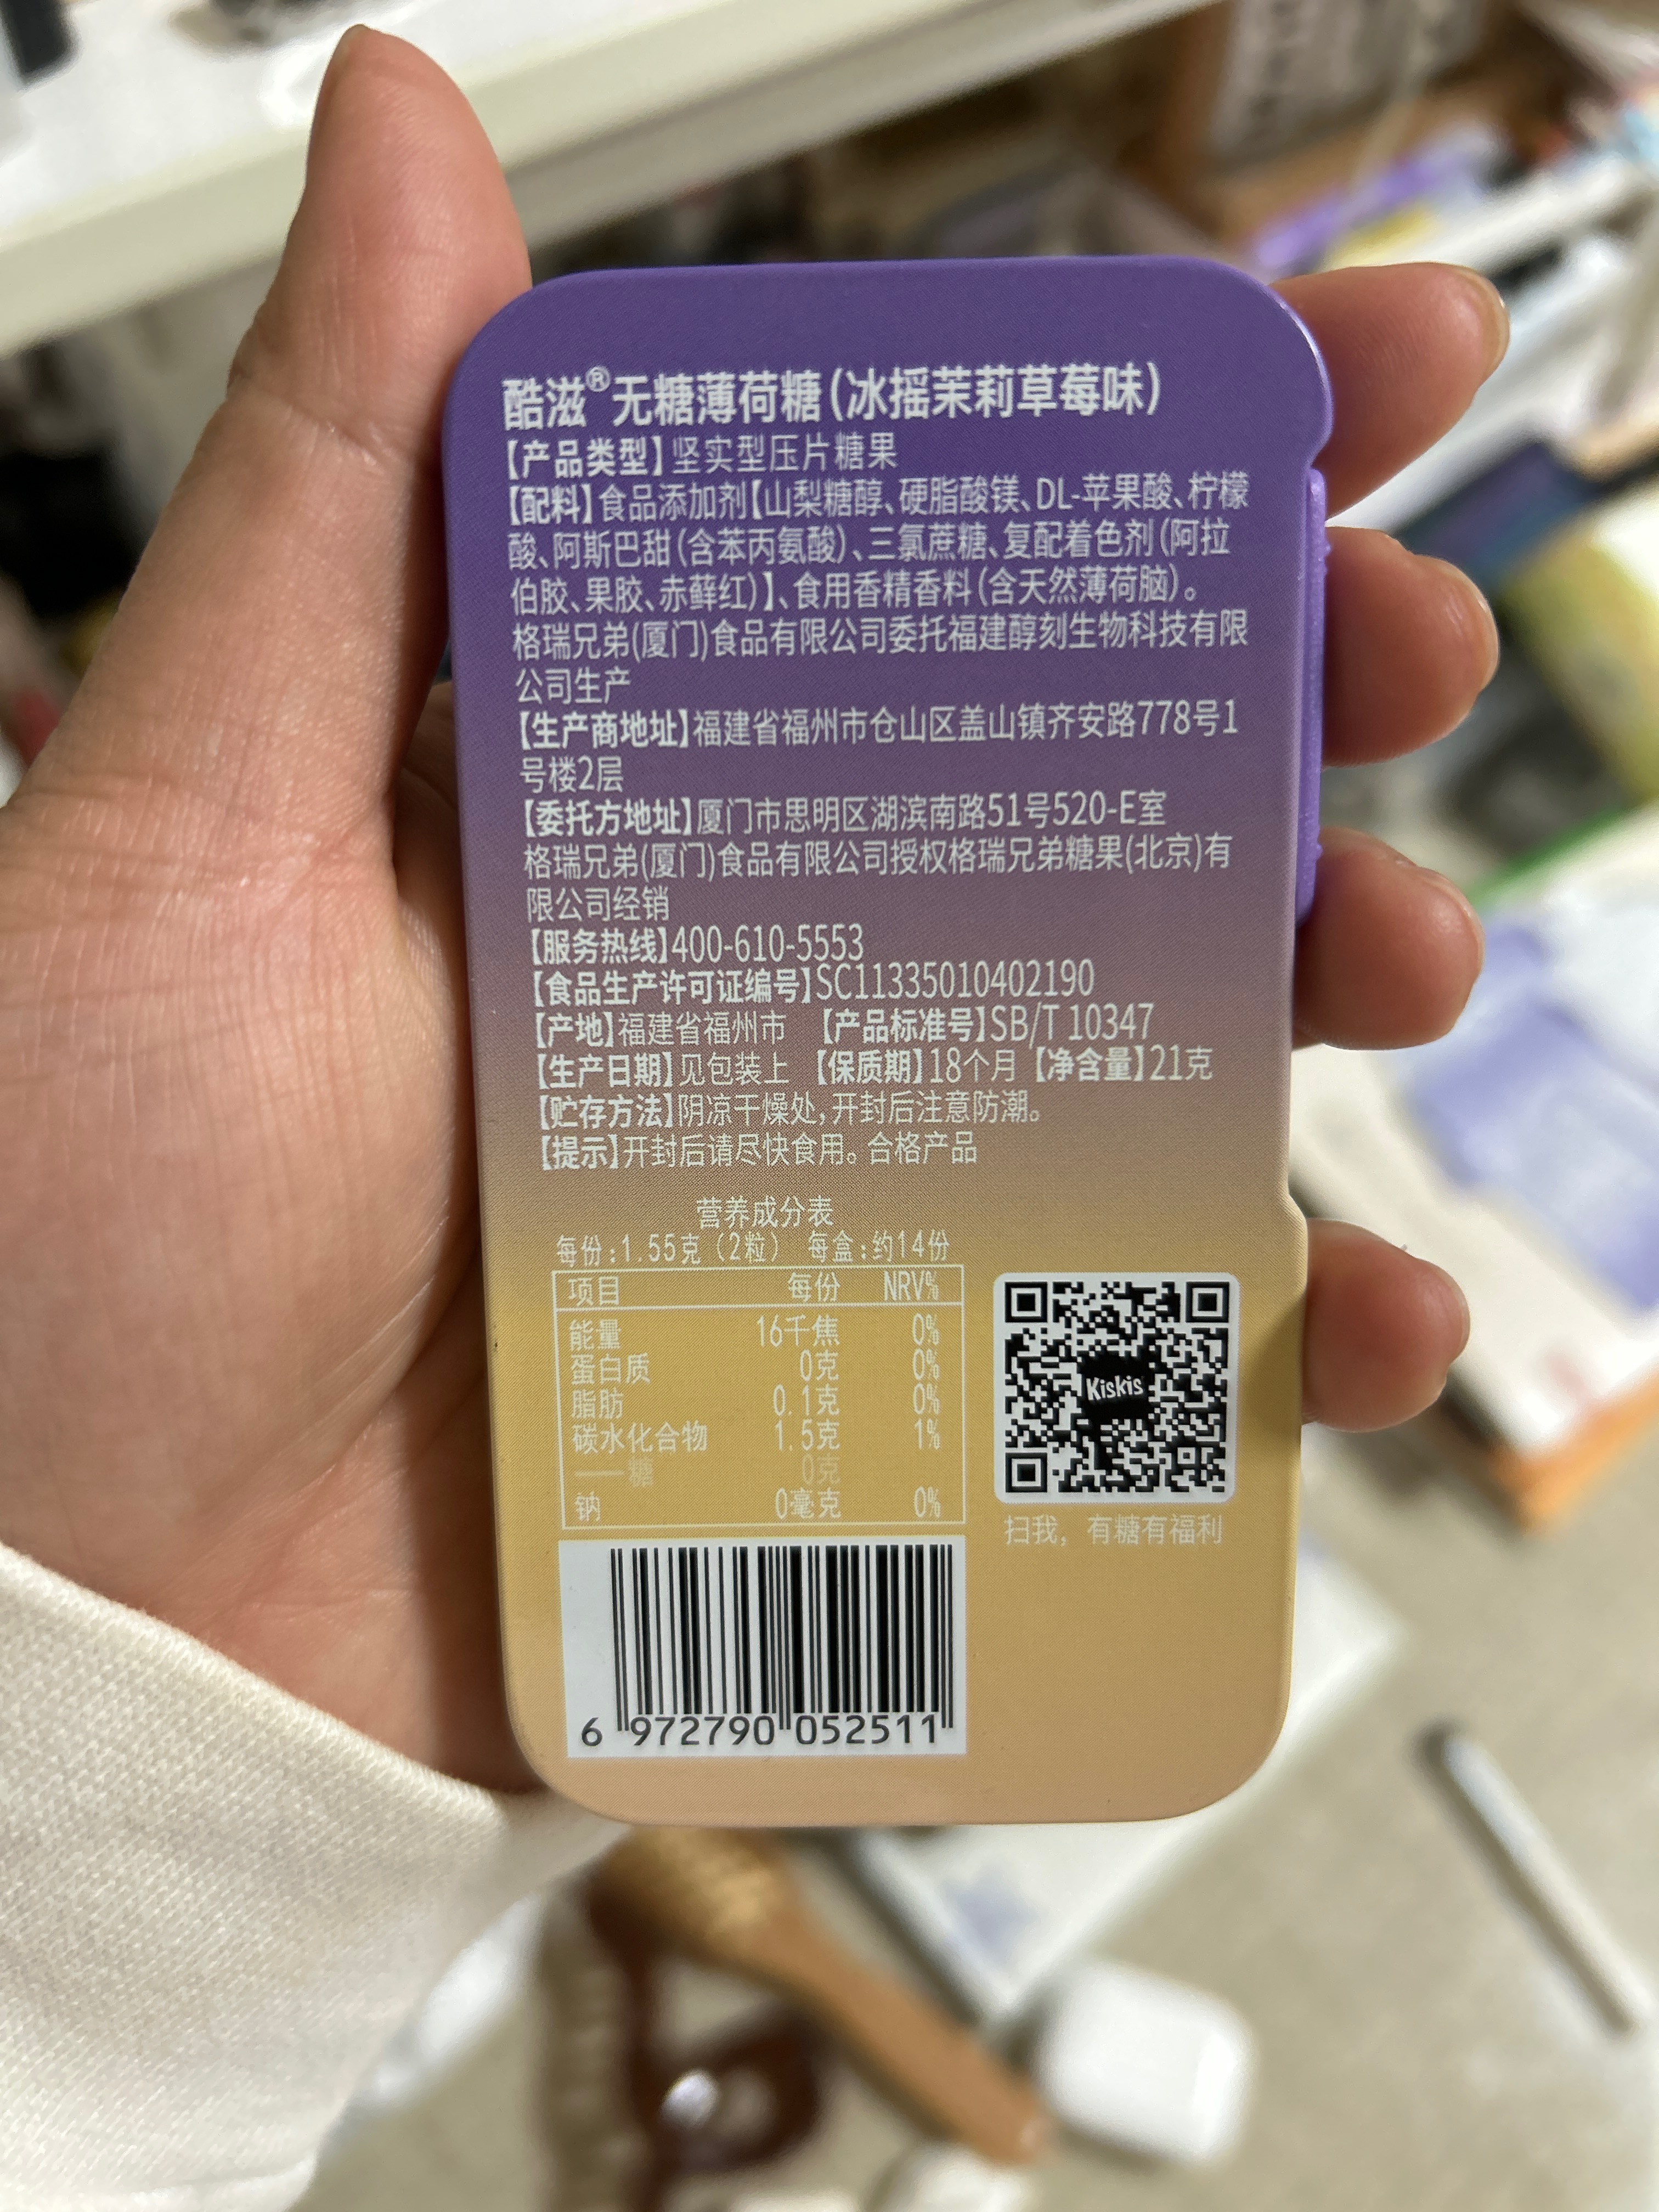 酷滋®无糖薄荷糖(冰摇茉莉草莓味)
【产品类型】坚实型压片糖果
【配料】食品添加剂【山梨糖醇、硬脂酸镁、DL-苹果酸、柠檬
酸、阿斯巴甜(含苯丙氨酸)、三氯蔗糖、复配着色剂(阿拉
伯胶、果胶、赤藓红)】、食用香精香料(含天然薄荷脑)。
格瑞兄弟(厦门)食品有限公司委托福建醇刻生物科技有限
公司生产
【生产商地址】福建省福州市仓山区盖山镇齐安路778号1
号楼2层
【委托方地址】厦门市思明区湖滨南路51号520-E室
格瑞兄弟(厦门)食品有限公司授权格瑞兄弟糖果(北京)有
限公司经销
【服务热线】400-610-5553
【食品生产许可证编号】SC11335010402190
【产地】福建省福州市 【产品标准号】SB/T 10347
【生产日期】见包装上 【保质期】18个月【净含量】21克
【贮存方法】阴凉干燥处,开封后注意防潮。
【提示】开封后请尽快食用。合格产品
营养成分表
每份:1.55克(2粒) 每盒:约14份
项目 每份 NRV%
能量 16千焦 0%
蛋白质 0克 0%
脂肪 0.1克 0%
碳水化合物 1.5克 1%
——糖 0克
钠 0毫克 0%
Kiskis
扫我，有糖有福利
6 972790 052511